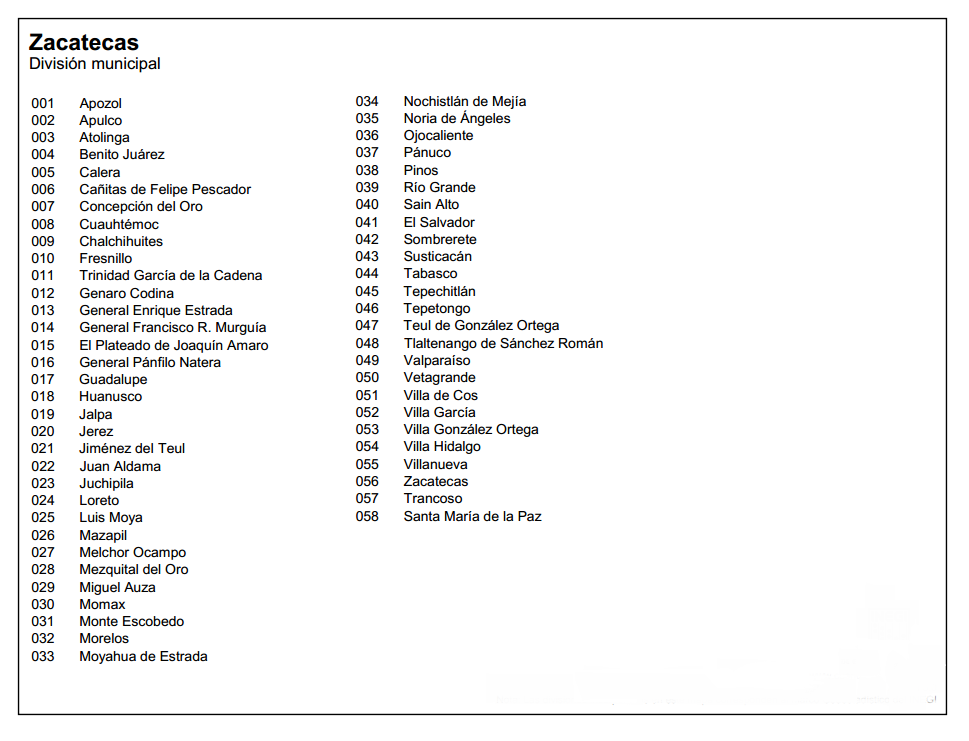 Zacatecas
División municipal
001 Apozol
002 Apulco
003 Atolinga
004 Benito Juárez
005 Calera
006 Cañitas de Felipe Pescador
007 Concepción del Oro
008 Cuauhtémoc
009 Chalchihuites
010 Fresnillo
011 Trinidad García de la Cadena
012 Genaro Codina
013 General Enrique Estrada
014 General Francisco R. Murguía
015 El Plateado de Joaquín Amaro
016 General Pánfilo Natera
017 Guadalupe
018 Huanusco
019 Jalpa
020 Jerez
021 Jiménez del Teul
022 Juan Aldama
023 Juchipila
024 Loreto
025 Luis Moya
026 Mazapil
027 Melchor Ocampo
028 Mezquital del Oro
029 Miguel Auza
030 Momax
031 Monte Escobedo
032 Morelos
033 Moyahua de Estrada
034 Nochistlán de Mejía
035 Noria de Ángeles
036 Ojocaliente
037 Pánuco
038 Pinos
039 Río Grande
040 Sain Alto
041 El Salvador
042 Sombrerete
043 Susticacán
044 Tabasco
045 Tepechitlán
046 Tepetongo
047 Teul de González Ortega
048 Tlaltenango de Sánchez Román
049 Valparaíso
050 Vetagrande
051 Villa de Cos
052 Villa García
053 Villa González Ortega
054 Villa Hidalgo
055 Villanueva
056 Zacatecas
057 Trancoso
058 Santa María de la Paz